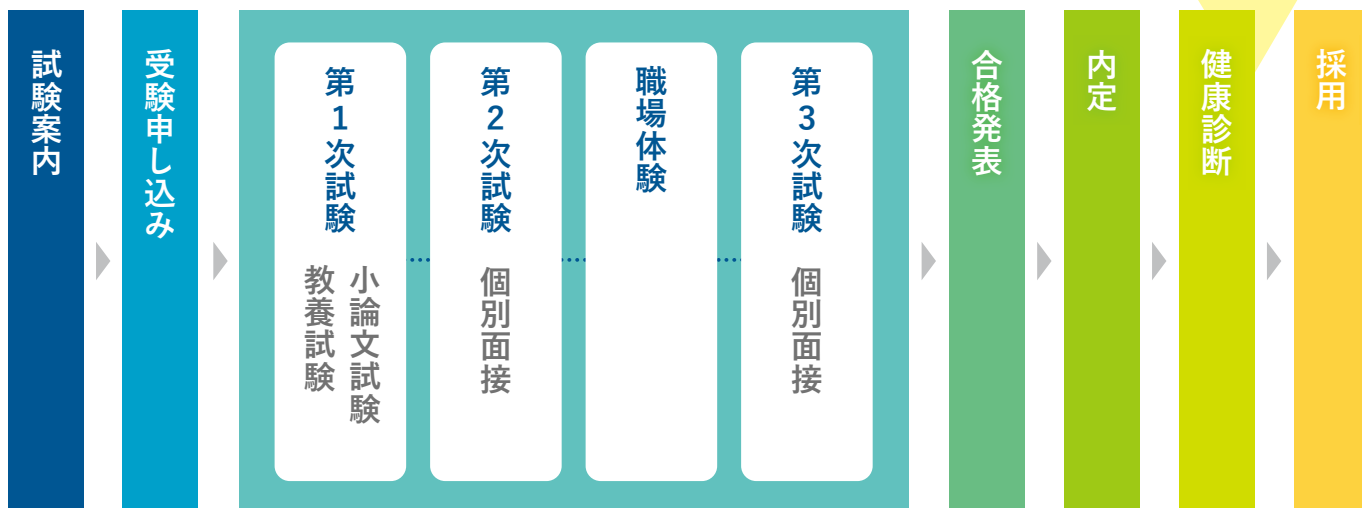 試験案内
受験申し込み
第1次試験
小論文試験
教養試験
第2次試験
個別面接
職場体験
第3次試験
個別面接
合格発表
内定
健康診断
採用